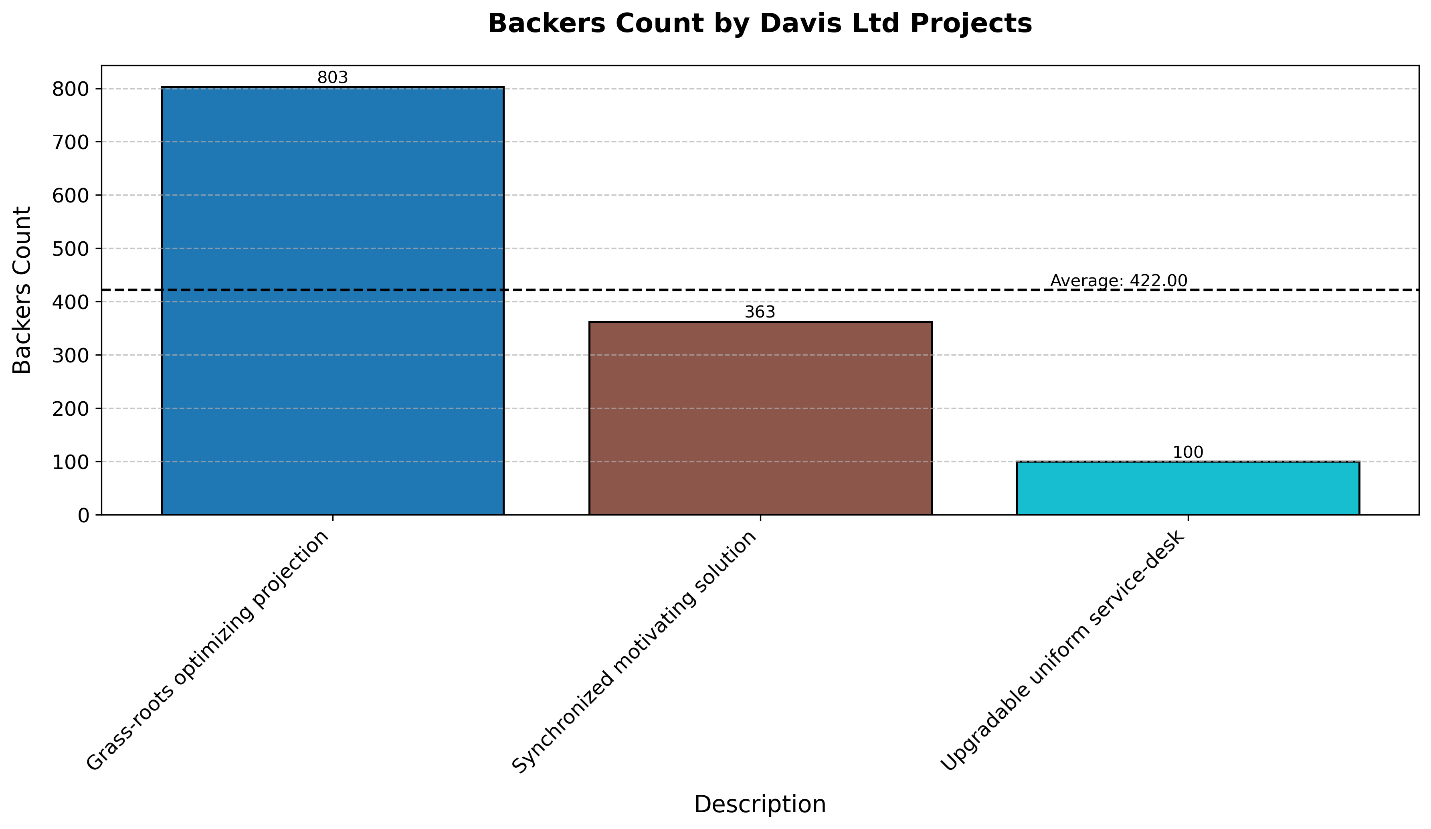 Backers Count by Davis Ltd Projects
Backers Count
800
700
600
500
400
300
200
100
0
803
363
100
Average: 422.00
Grass-roots optimizing projection
Synchronized motivating solution
Upgradable uniform service-desk
Description